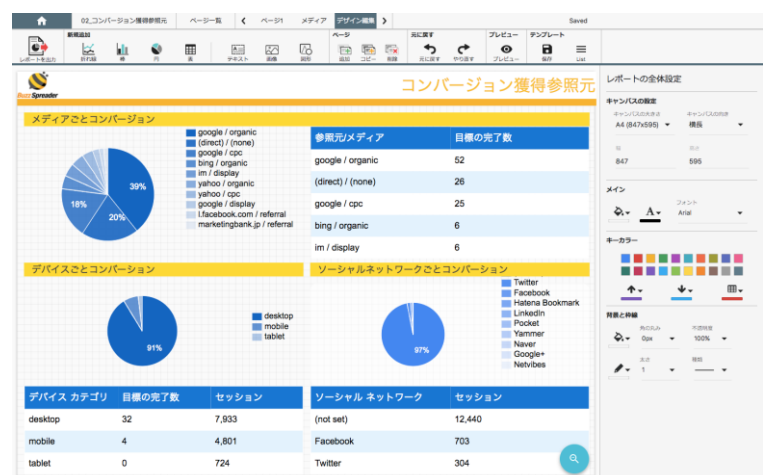 02_コンバージョン獲得参照元 ページ一覧 ページ1 メディア デザイン編集 Saved
新規追加 ページ 元に戻す プレビュー テンプレート
レポートを出力 折れ線 棒 円 表 テキスト 画像 図形 追加 コピー 削除 元に戻す やり直す プレビュー 保存 List
Buzz Spreader
コンバージョン獲得参照元
メディアごとコンバージョン
39%
20%
18%
google / organic
(direct) / (none)
google / cpc
bing / organic
im / display
yahoo / organic
yahoo / cpc
google / display
l.facebook.com / referral
marketingbank.jp / referral
参照元/メディア 目標の完了数
google / organic 52
(direct) / (none) 26
google / cpc 25
bing / organic 6
im / display 6
デバイスごとコンバーション
91%
desktop
mobile
tablet
ソーシャルネットワークごとコンバージョン
97%
Twitter
Facebook
Hatena Bookmark
LinkedIn
Pocket
Yammer
Naver
Google+
Netvibes
デバイス カテゴリ 目標の完了数 セッション
desktop 32 7,933
mobile 4 4,801
tablet 0 724
ソーシャル ネットワーク セッション
(not set) 12,440
Facebook 703
Twitter 304
レポートの全体設定
キャンバスの設定
キャンバスの大きさ キャンバスの向き
A4 (847x595) 横長
幅 高さ
847 595
メイン
フォント
A Arial
キーカラー
背景と枠線
角の丸み 不透明度
0px 100%
太さ 種類
1